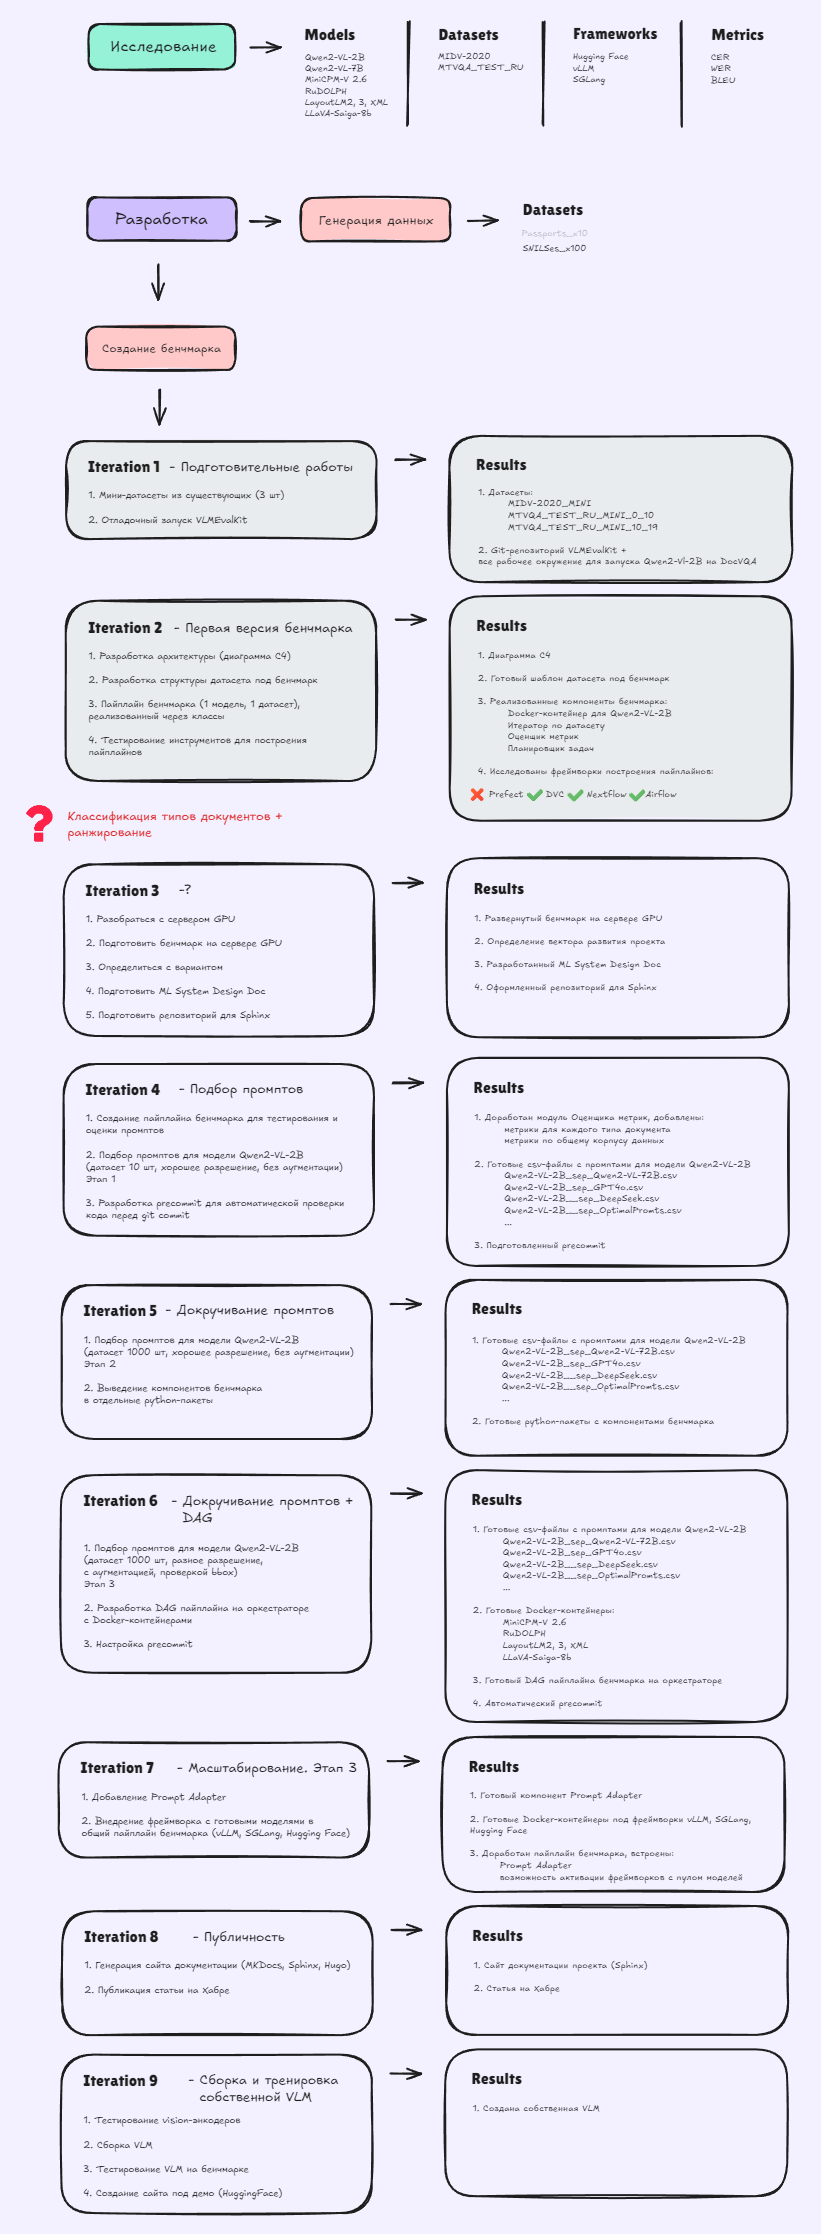 Исследование
Models
Qwen2-VL-2B
Qwen2-VL-7B
MiniCPM-V 2.6
RuDOLPH
LayoutLM2, 3, XML
LLaVA-Saiga-8b
Datasets
MIDV-2020
MTVQA_TEST_RU
Frameworks
Hugging Face
vLLM
SGLang
Metrics
CER
WER
BLEU
Разработка
Генерация данных
Datasets
Passports_x10
SNILSes_x100
Создание бенчмарка
Iteration 1 - Подготовительные работы
1. Мини-датасеты из существующих (3 шт)
2. Отладочный запуск VLMEvalKit
Results
1. Датасеты:
MIDV-2020_MINI
MTVQA_TEST_RU_MINI_0_10
MTVQA_TEST_RU_MINI_10_19
2. Git-репозиторий VLMEvalKit +
все рабочее окружение для запуска Qwen2-Vl-2B на DocVQA
Iteration 2 - Первая версия бенчмарка
1. Разработка архитектуры (диаграмма C4)
2. Разработка структуры датасета под бенчмарк
3. Пайплайн бенчмарка (1 модель, 1 датасет),
реализованный через классы
4. Тестирование инструментов для построения
пайплайнов
Results
1. Диаграмма C4
2. Готовый шаблон датасета под бенчмарк
3. Реализованные компоненты бенчмарка:
Docker-контейнер для Qwen2-VL-2B
Итератор по датасету
Оценщик метрик
Планировщик задач
4. Исследованы фреймворки построения пайплайнов:
❌ Prefect ✔ DVC ✔ Nextflow ✔ Airflow
? Классификация типов документов +
ранжирование
Iteration 3 -?
1. Разобраться с сервером GPU
2. Подготовить бенчмарк на сервере GPU
3. Определиться с вариантом
4. Подготовить ML System Design Doc
5. Подготовить репозиторий для Sphinx
Results
1. Развернутый бенчмарк на сервере GPU
2. Определение вектора развития проекта
3. Разработанный ML System Design Doc
4. Оформленный репозиторий для Sphinx
Iteration 4 - Подбор промптов
1. Создание пайплайна бенчмарка для тестирования и
оценки промптов
2. Подбор промптов для модели Qwen2-VL-2B
(датасет 10 шт, хорошее разрешение, без аугментации)
Этап 1
3. Разработка precommit для автоматической проверки
кода перед git commit
Results
1. Доработан модуль Оценщика метрик, добавлены:
метрики для каждого типа документа
метрики по общему корпусу данных
2. Готовые csv-файлы с промптами для модели Qwen2-VL-2B
Qwen2-VL-2B_sep_Qwen2-VL-72B.csv
Qwen2-VL-2B_sep_GPT4o.csv
Qwen2-VL-2B__sep_DeepSeek.csv
Qwen2-VL-2B__sep_OptimalPromts.csv
...
3. Подготовленный precommit
Iteration 5 - Докручивание промптов
1. Подбор промптов для модели Qwen2-VL-2B
(датасет 1000 шт, хорошее разрешение, без аугментации)
Этап 2
2. Выведение компонентов бенчмарка
в отдельные python-пакеты
Results
1. Готовые csv-файлы с промптами для модели Qwen2-VL-2B
Qwen2-VL-2B_sep_Qwen2-VL-72B.csv
Qwen2-VL-2B_sep_GPT4o.csv
Qwen2-VL-2B__sep_DeepSeek.csv
Qwen2-VL-2B__sep_OptimalPromts.csv
...
2. Готовые python-пакеты с компонентами бенчмарка
Iteration 6 - Докручивание промптов +
DAG
1. Подбор промптов для модели Qwen2-VL-2B
(датасет 1000 шт, разное разрешение,
с аугментацией, проверкой bbox)
Этап 3
2. Разработка DAG пайплайна на оркестраторе
с Docker-контейнерами
3. Настройка precommit
Results
1. Готовые csv-файлы с промптами для модели Qwen2-VL-2B
Qwen2-VL-2B_sep_Qwen2-VL-72B.csv
Qwen2-VL-2B_sep_GPT4o.csv
Qwen2-VL-2B__sep_DeepSeek.csv
Qwen2-VL-2B__sep_OptimalPromts.csv
...
2. Готовые Docker-контейнеры:
MiniCPM-V 2.6
RuDOLPH
LayoutLM2, 3, XML
LLaVA-Saiga-8b
3. Готовый DAG пайплайна бенчмарка на оркестраторе
4. Автоматический precommit
Iteration 7 - Масштабирование. Этап 3
1. Добавление Prompt Adapter
2. Внедрение фреймворка с готовыми моделями в
общий пайплайн бенчмарка (vLLM, SGLang, Hugging Face)
Results
1. Готовый компонент Prompt Adapter
2. Готовые Docker-контейнеры под фреймворки vLLM, SGLang,
Hugging Face
3. Доработан пайплайн бенчмарка, встроены:
Prompt Adapter
возможность активации фреймворков с пулом моделей
Iteration 8 - Публичность
1. Генерация сайта документации (MKDocs, Sphinx, Hugo)
2. Публикация статьи на Хабре
Results
1. Сайт документации проекта (Sphinx)
2. Статья на Хабре
Iteration 9 - Сборка и тренировка
собственной VLM
1. Тестирование vision-энкодеров
2. Сборка VLM
3. Тестирование VLM на бенчмарке
4. Создание сайта под демо (HuggingFace)
Results
1. Создана собственная VLM